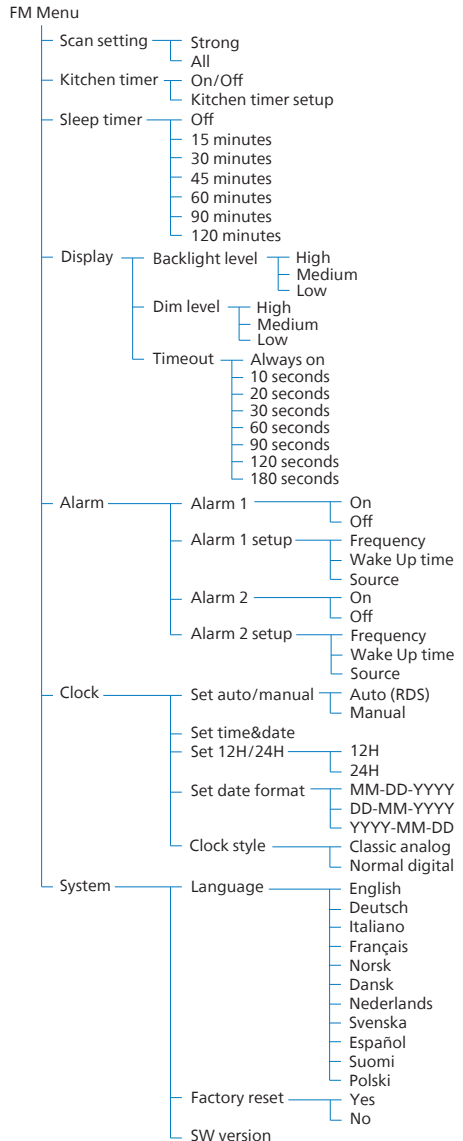 FM Menu
Scan setting
Strong
All
Kitchen timer
On/Off
Kitchen timer setup
Sleep timer
Off
15 minutes
30 minutes
45 minutes
60 minutes
90 minutes
120 minutes
Display
Backlight level
High
Medium
Low
Dim level
High
Medium
Low
Timeout
Always on
10 seconds
20 seconds
30 seconds
60 seconds
90 seconds
120 seconds
180 seconds
Alarm
Alarm 1
On
Off
Alarm 1 setup
Frequency
Wake Up time
Source
Alarm 2
On
Off
Alarm 2 setup
Frequency
Wake Up time
Source
Clock
Set auto/manual
Auto (RDS)
Manual
Set time&date
Set 12H/24H
12H
24H
Set date format
MM-DD-YYYY
DD-MM-YYYY
YYYY-MM-DD
Clock style
Classic analog
Normal digital
System
Language
English
Deutsch
Italiano
Français
Norsk
Dansk
Nederlands
Svenska
Español
Suomi
Polski
Factory reset
Yes
No
SW version